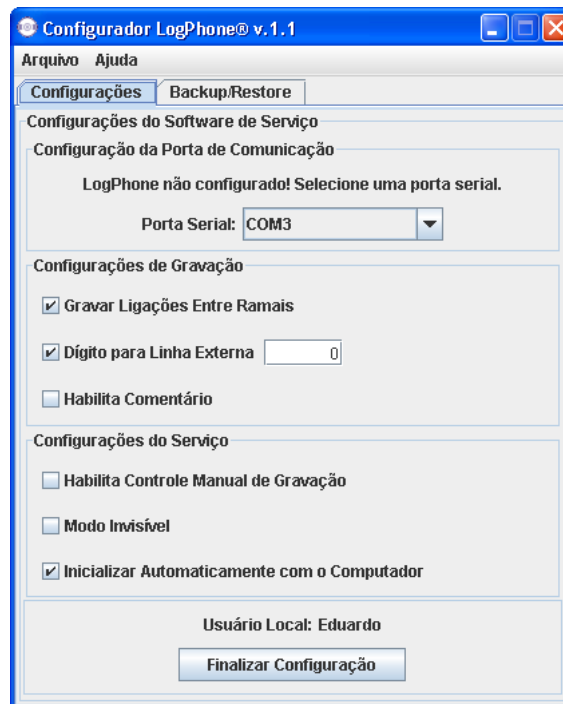 Configurador LogPhone® v.1.1
Arquivo Ajuda
Configurações Backup/Restore
Configurações do Software de Serviço
Configuração da Porta de Comunicação
LogPhone não configurado! Selecione uma porta serial.
Porta Serial: COM3
Configurações de Gravação
Gravar Ligações Entre Ramais
Dígito para Linha Externa 0
Habilita Comentário
Configurações do Serviço
Habilita Controle Manual de Gravação
Modo Invisível
Inicializar Automaticamente com o Computador
Usuário Local: Eduardo
Finalizar Configuração